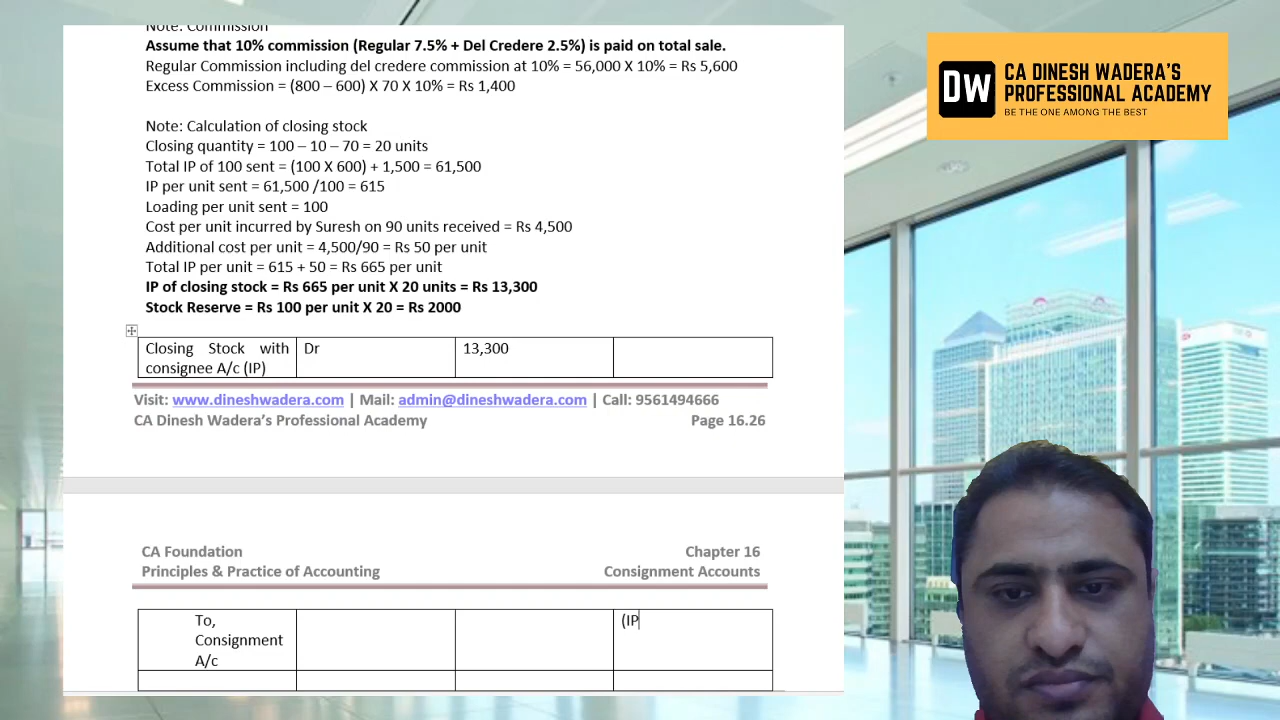 Note: Commission
Assume that 10% commission (Regular 7.5% + Del Credere 2.5%) is paid on total sale.
Regular Commission including del credere commission at 10% = 56,000 X 10% = Rs 5,600
Excess Commission = (800 – 600) X 70 X 10% = Rs 1,400
Note: Calculation of closing stock
Closing quantity = 100 – 10 – 70 = 20 units
Total IP of 100 sent = (100 X 600) + 1,500 = 61,500
IP per unit sent = 61,500 /100 = 615
Loading per unit sent = 100
Cost per unit incurred by Suresh on 90 units received = Rs 4,500
Additional cost per unit = 4,500/90 = Rs 50 per unit
Total IP per unit = 615 + 50 = Rs 665 per unit
IP of closing stock = Rs 665 per unit X 20 units = Rs 13,300
Stock Reserve = Rs 100 per unit X 20 = Rs 2000
Closing Stock with Dr 13,300
consignee A/c (IP)
Visit: www.dineshwadera.com | Mail: admin@dineshwadera.com | Call: 9561494666
CA Dinesh Wadera's Professional Academy Page 16.26
CA Foundation Chapter 16
Principles & Practice of Accounting Consignment Accounts
To, (IP
Consignment
A/c
DW
CA DINESH WADERA'S
PROFESSIONAL ACADEMY
BE THE ONE AMONG THE BEST